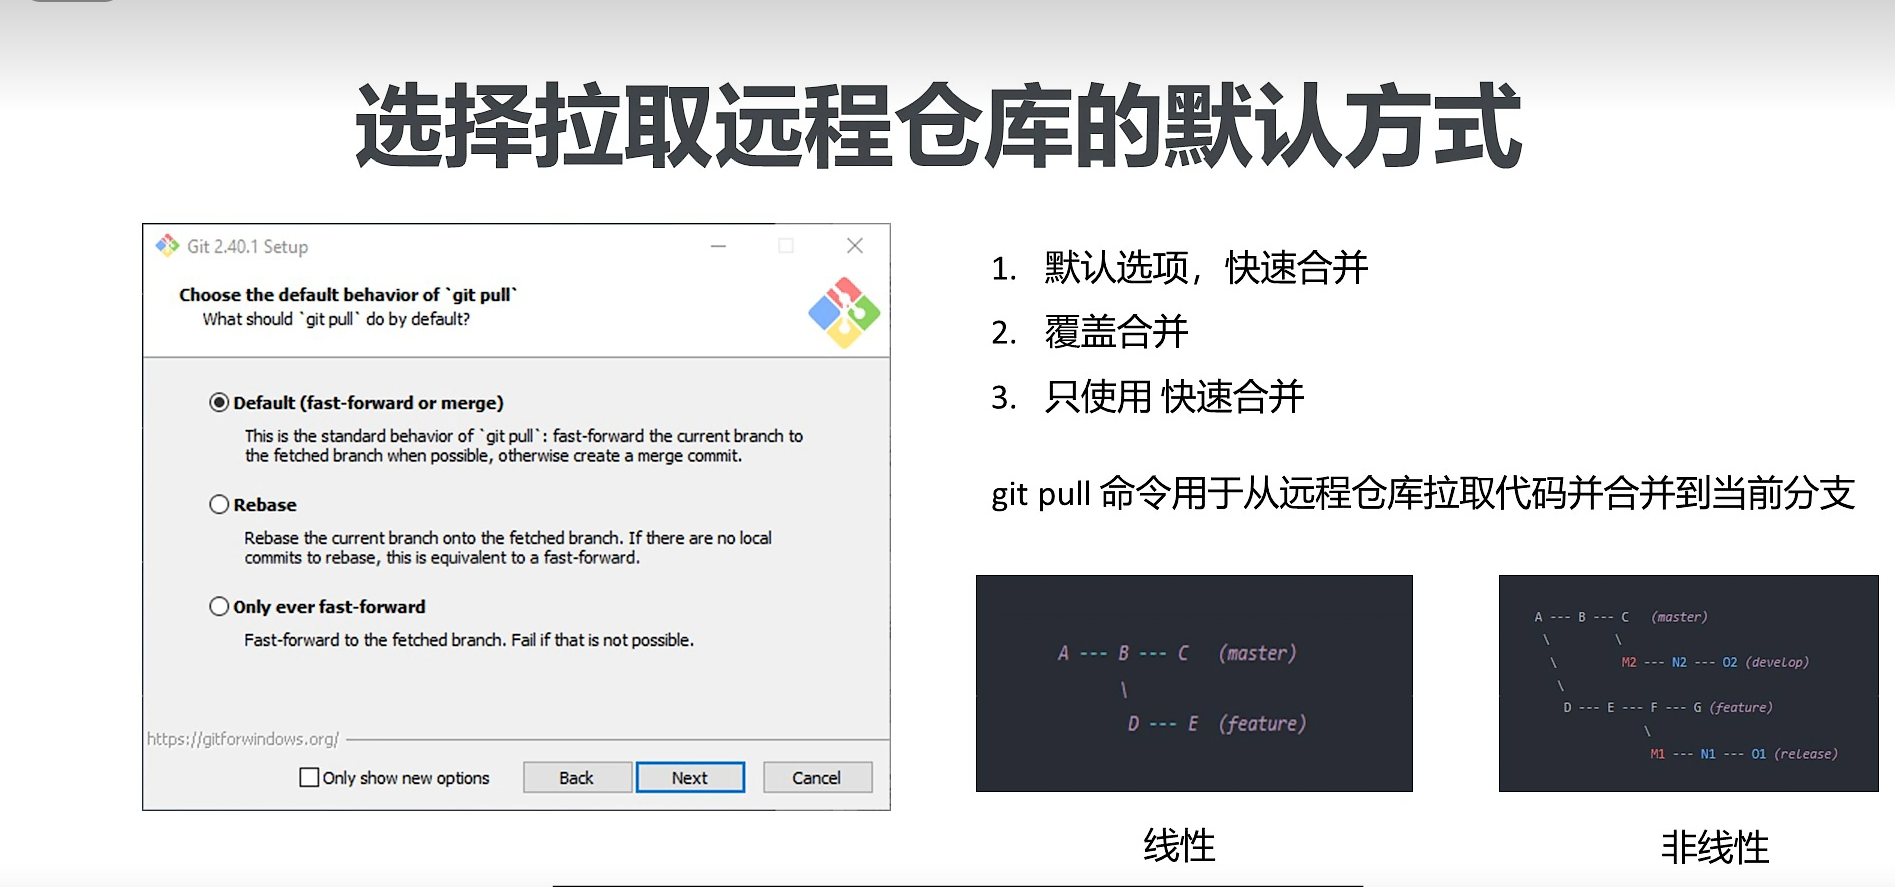 选择拉取远程仓库的默认方式
Git 2.40.1 Setup
Choose the default behavior of `git pull`
What should `git pull` do by default?
Default (fast-forward or merge)
This is the standard behavior of `git pull`: fast-forward the current branch to
the fetched branch when possible, otherwise create a merge commit.
Rebase
Rebase the current branch onto the fetched branch. If there are no local
commits to rebase, this is equivalent to a fast-forward.
Only ever fast-forward
Fast-forward to the fetched branch. Fail if that is not possible.
https://gitforwindows.org/
Only show new options
Back
Next
Cancel
1. 默认选项，快速合并
2. 覆盖合并
3. 只使用 快速合并
git pull 命令用于从远程仓库拉取代码并合并到当前分支
A --- B --- C (master)
\
D --- E (feature)
线性
A --- B --- C (master)
\ \
\ M2 --- N2 --- O2 (develop)
\
D --- E --- F --- G (feature)
\
M1 --- N1 --- O1 (release)
非线性